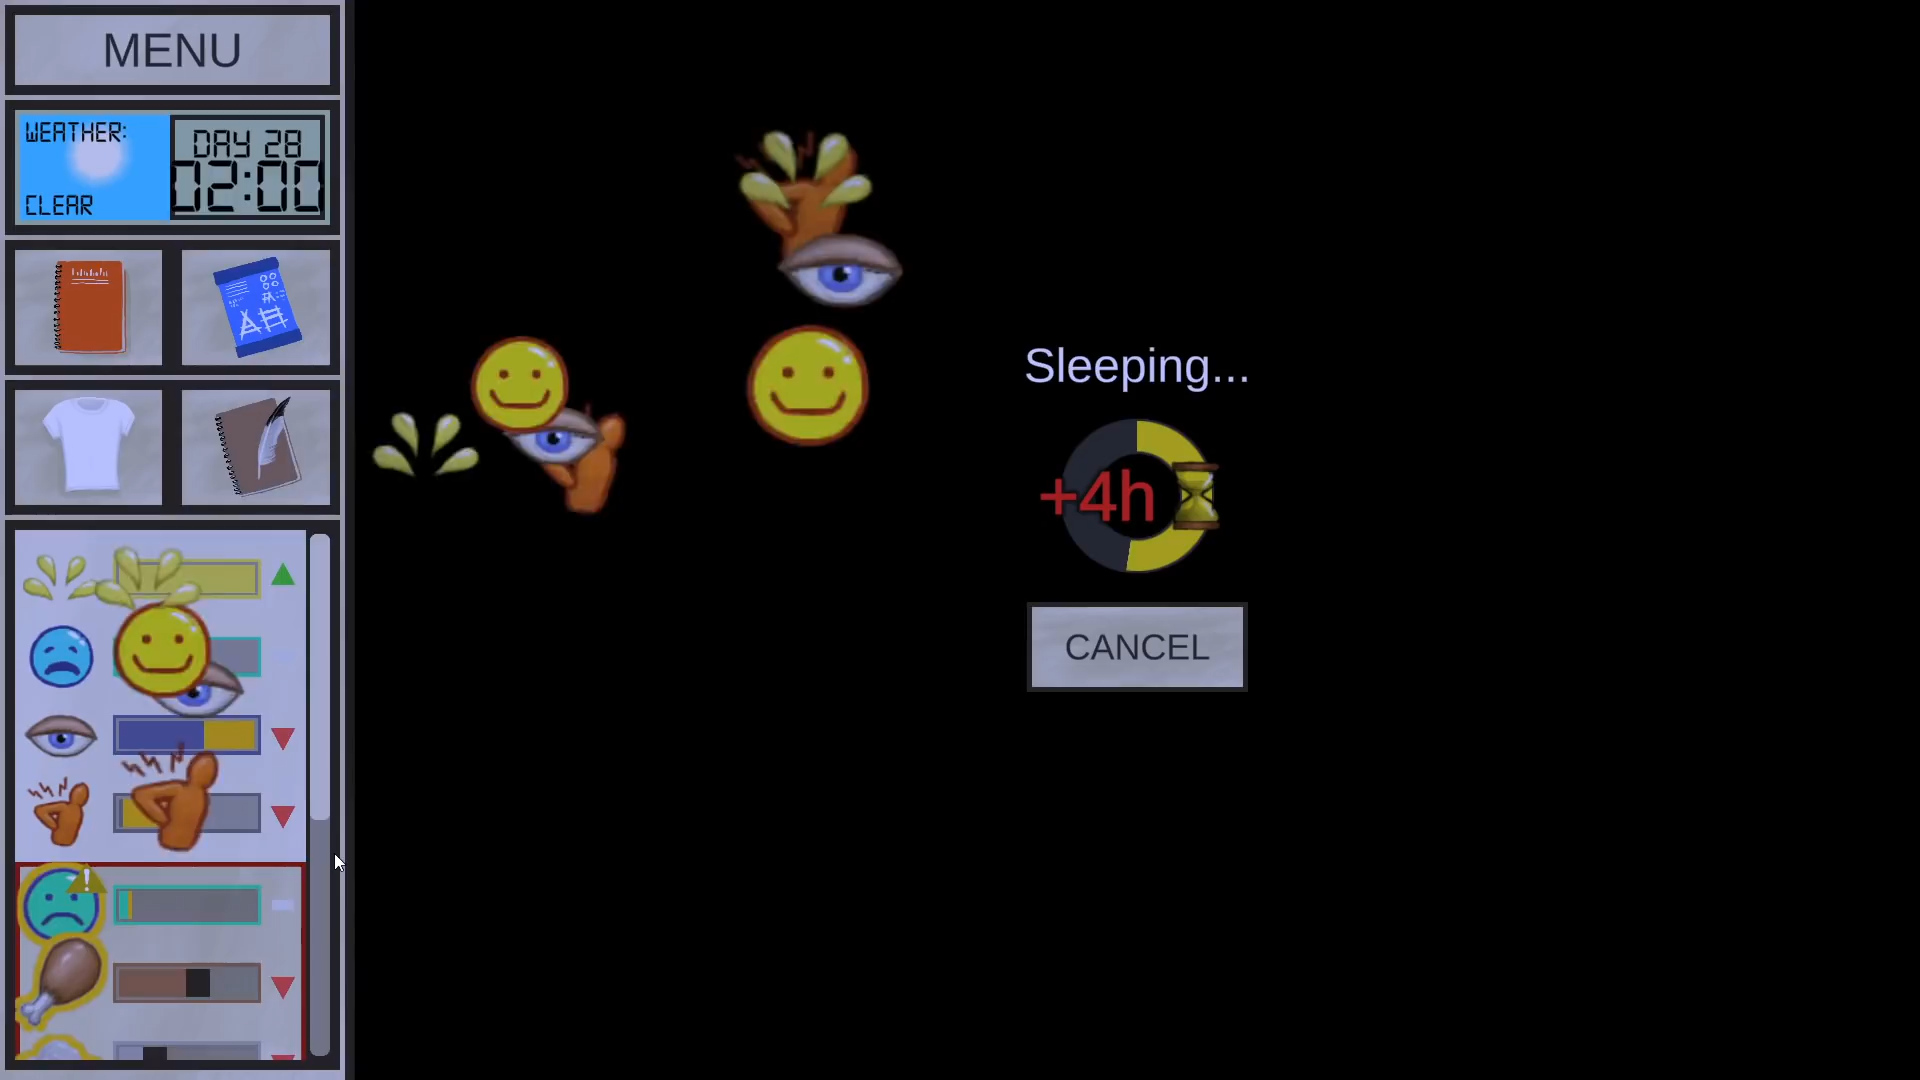 MENU
WEATHER:
CLEAR
DAY 28
02:00
Sleeping...
+4h
CANCEL